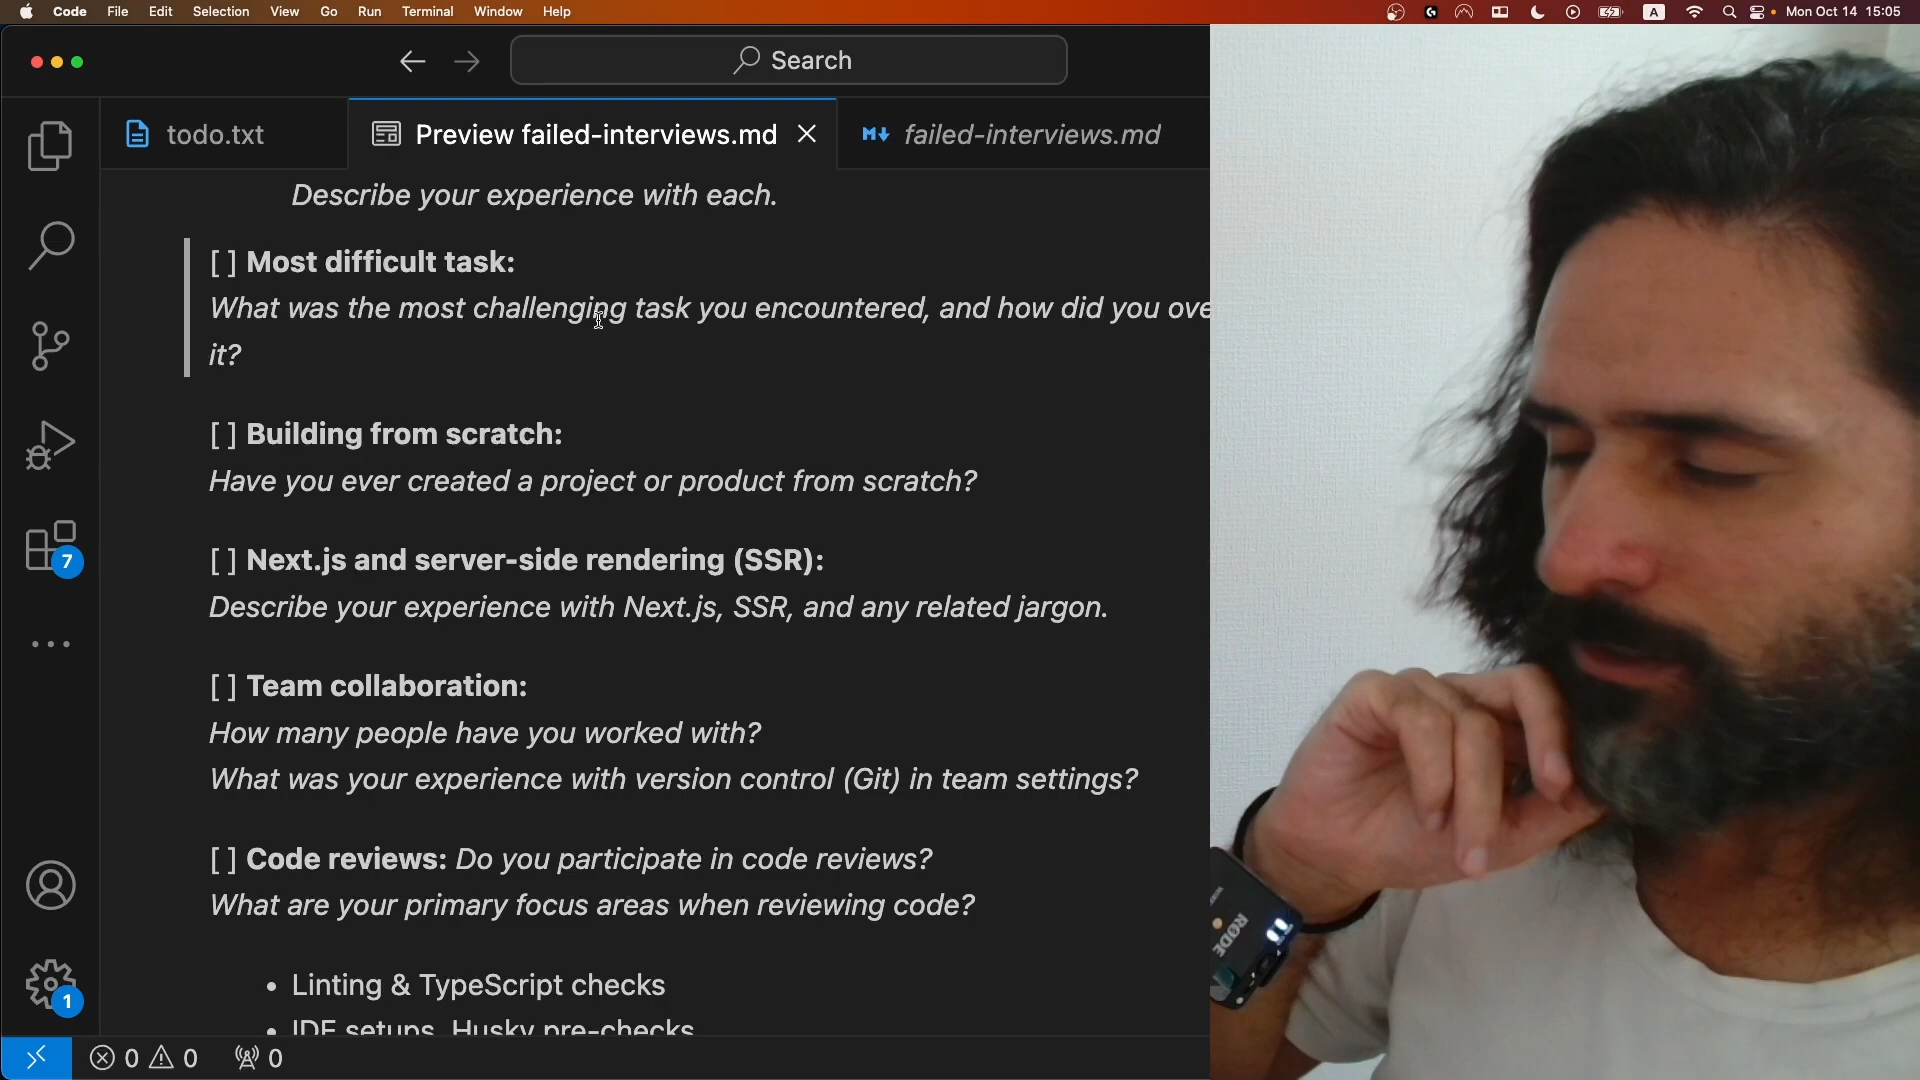 Code File Edit Selection View Go Run Terminal Window Help A Mon Oct 14 15:05
Search
todo.txt Preview failed-interviews.md failed-interviews.md
Describe your experience with each.
[ ] Most difficult task:
What was the most challenging task you encountered, and how did you ove
it?
[ ] Building from scratch:
Have you ever created a project or product from scratch?
[ ] Next.js and server-side rendering (SSR):
Describe your experience with Next.js, SSR, and any related jargon.
[ ] Team collaboration:
How many people have you worked with?
What was your experience with version control (Git) in team settings?
[ ] Code reviews: Do you participate in code reviews?
What are your primary focus areas when reviewing code?
• Linting & TypeScript checks
• IDE setups, Husky pre-checks
7
1
0 0 0
RØDE